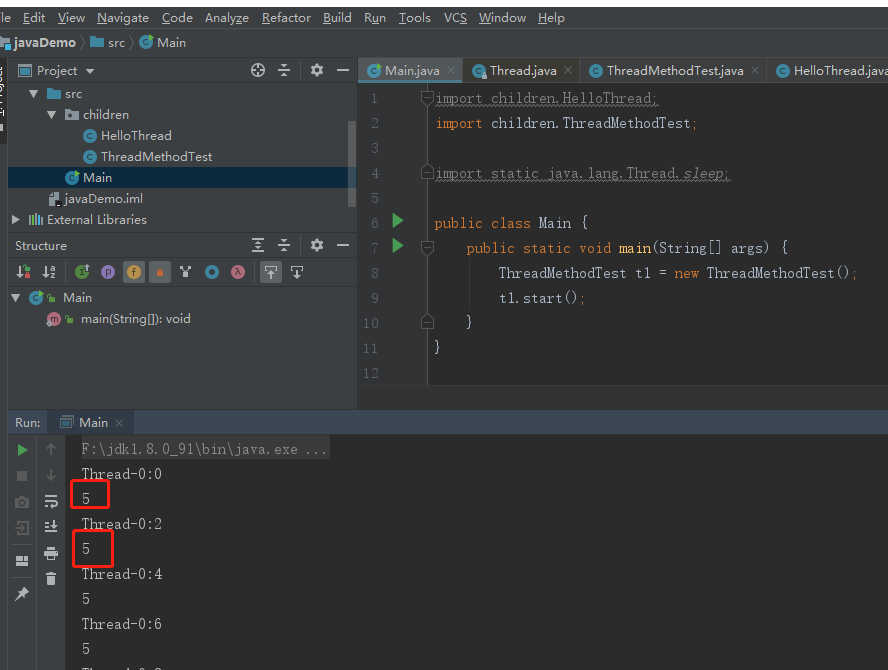 le Edit View Navigate Code Analyze Refactor Build Run Tools VCS Window Help
javaDemo src Main
Project
src
children
HelloThread
ThreadMethodTest
Main
javaDemo.iml
External Libraries
Structure
Main
main(String[]): void
Main.java Thread.java ThreadMethodTest.java HelloThread.java
1 import children.HelloThread;
2 import children.ThreadMethodTest;
3
4 import static java.lang.Thread.sleep;
5
6 public class Main {
7 public static void main(String[] args) {
8 ThreadMethodTest t1 = new ThreadMethodTest();
9 t1.start();
10 }
11 }
12
Run: Main
F:\jdk1.8.0_91\bin\java.exe ...
Thread-0:0
5
Thread-0:2
5
Thread-0:4
5
Thread-0:6
5